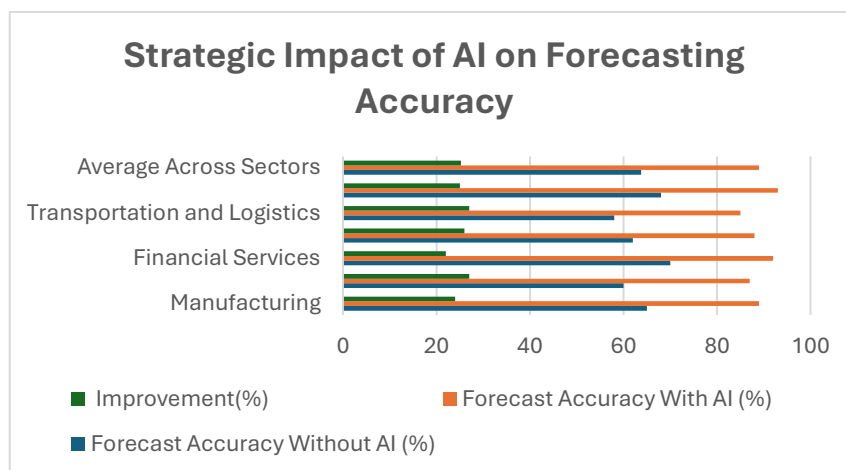 Strategic Impact of AI on Forecasting
Accuracy
Average Across Sectors
Transportation and Logistics
Financial Services
Manufacturing
0 20 40 60 80 100
Improvement(%) Forecast Accuracy With AI (%)
Forecast Accuracy Without AI (%)